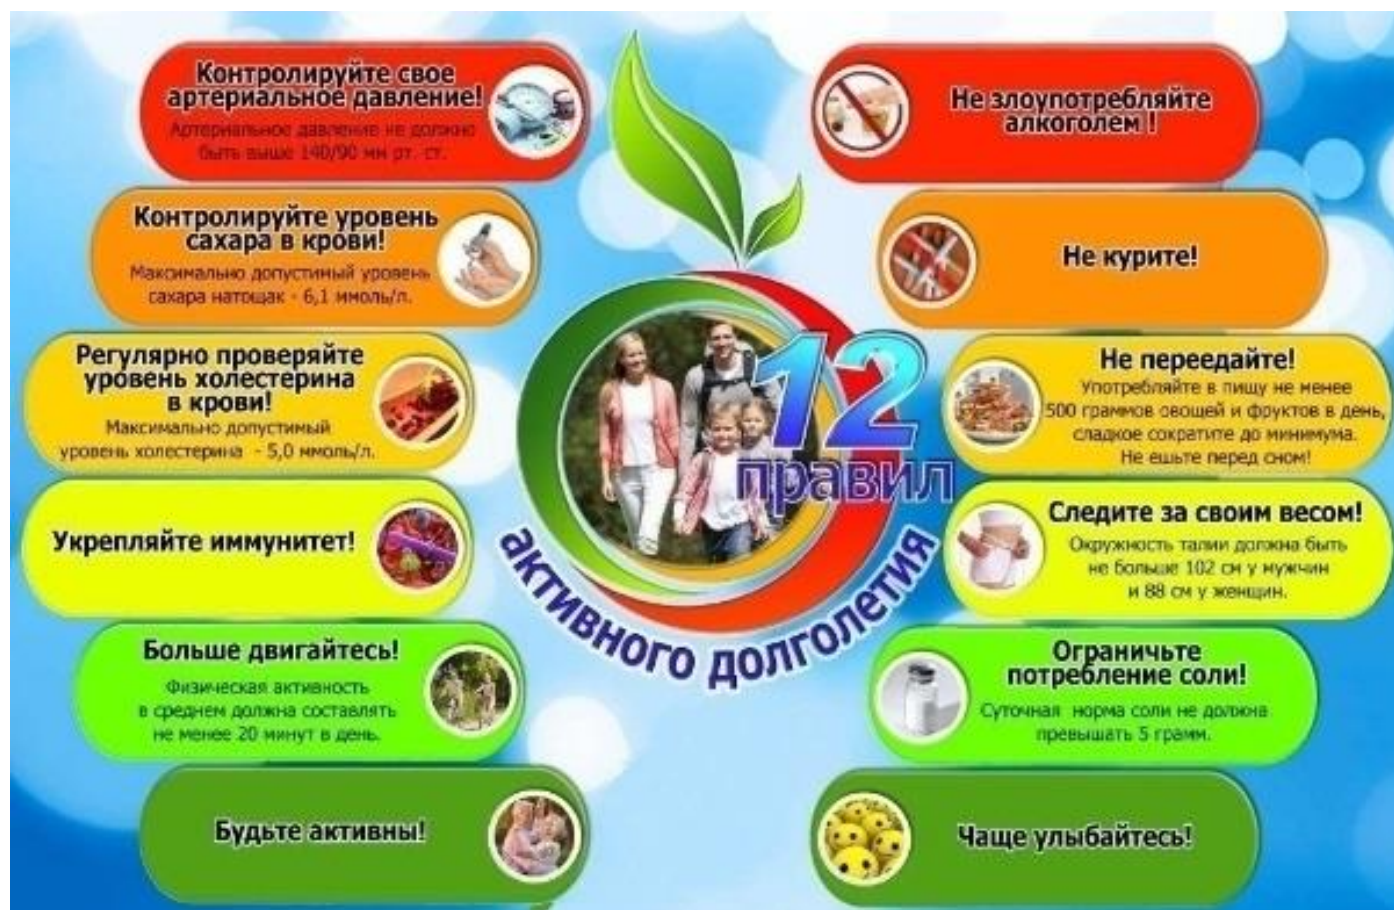 Контролируйте свое
артериальное давление!
Артериальное давление не должно
быть выше 140/90 мм рт. ст.
Контролируйте уровень
сахара в крови!
Максимально допустимый уровень
сахара натощак - 6,1 ммоль/л.
Регулярно проверяйте
уровень холестерина
в крови!
Максимально допустимый
уровень холестерина - 5,0 ммоль/л.
Укрепляйте иммунитет!
Больше двигайтесь!
Физическая активность
в среднем должна составлять
не менее 20 минут в день.
Будьте активны!
12
правил
активного долголетия
Не злоупотребляйте
алкоголем !
Не курите!
Не переедайте!
Употребляйте в пищу не менее
500 граммов овощей и фруктов в день,
сладкое сократите до минимума.
Не ешьте перед сном!
Следите за своим весом!
Окружность талии должна быть
не больше 102 см у мужчин
и 88 см у женщин.
Ограничьте
потребление соли!
Суточная норма соли не должна
превышать 5 грамм.
Чаще улыбайтесь!